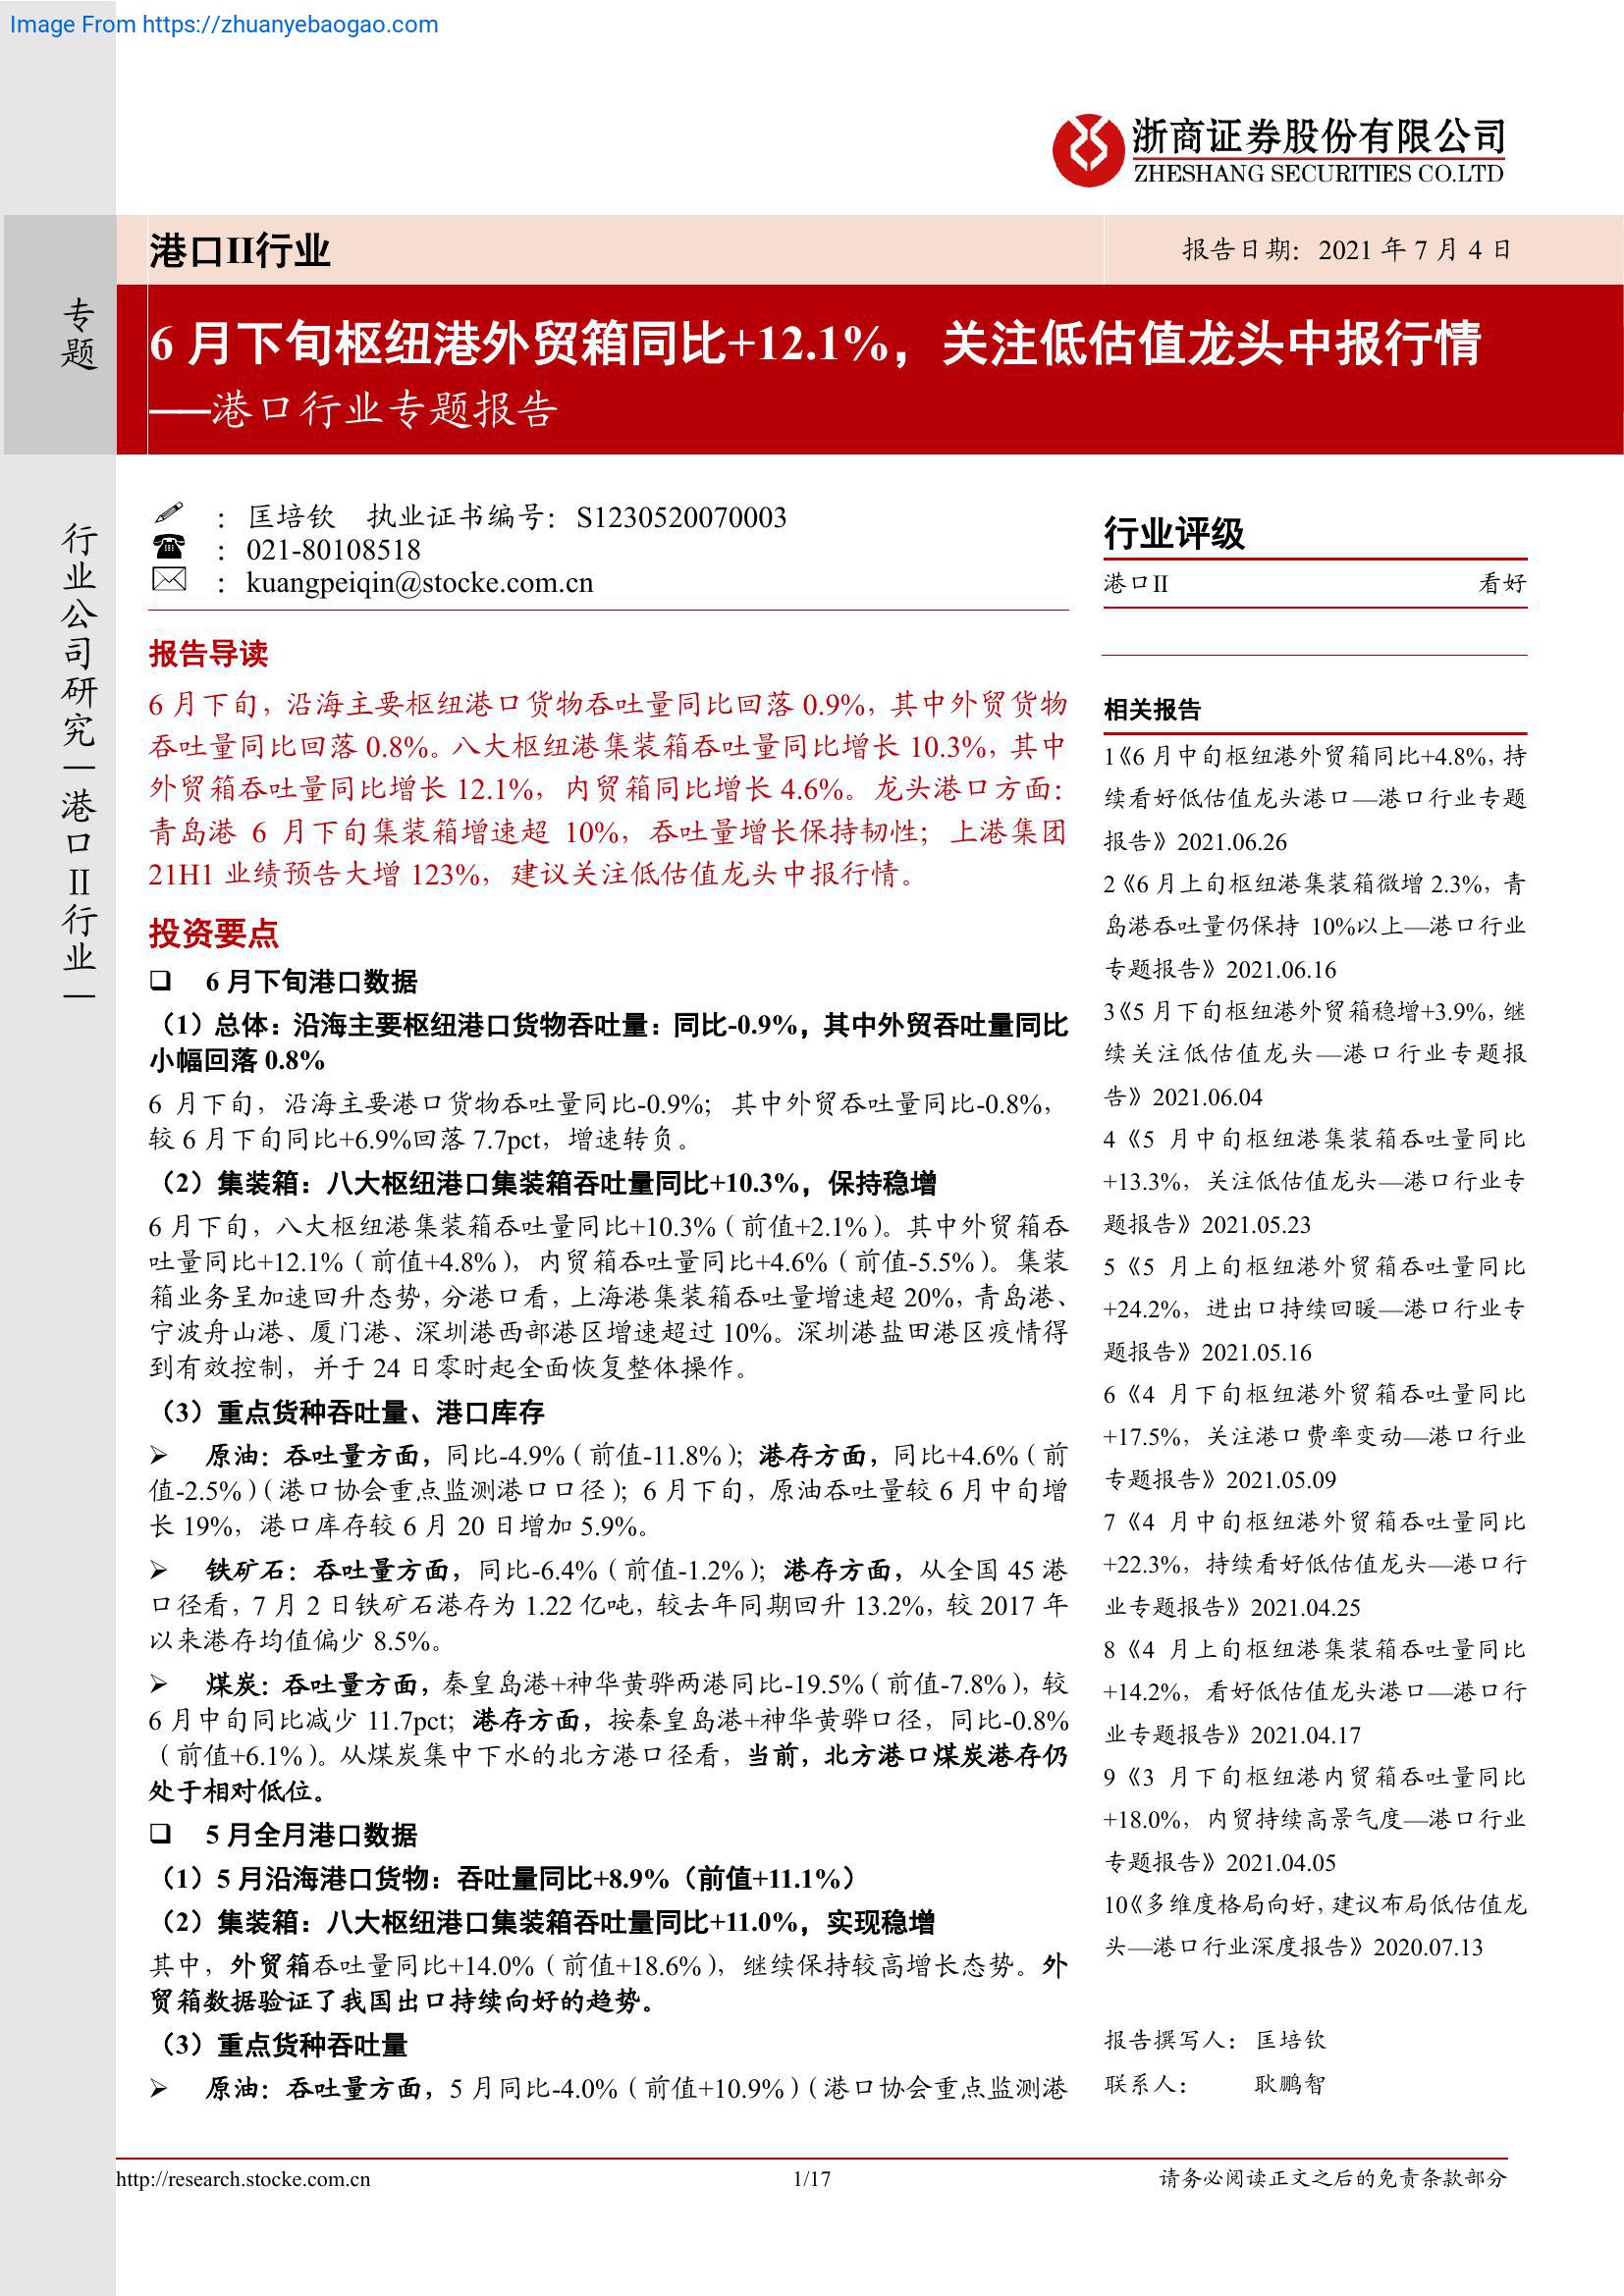 Image From https://zhuanyebaogao.com
浙商证券股份有限公司
ZHESHANG SECURITIES CO.LTD
专题
行业公司研究|港口II行业|
港口II行业
报告日期：2021 年 7 月 4 日
6 月下旬枢纽港外贸箱同比+12.1%，关注低估值龙头中报行情
──港口行业专题报告
：匡培钦 执业证书编号：S1230520070003
：021-80108518
：kuangpeiqin@stocke.com.cn
报告导读
6 月下旬，沿海主要枢纽港口货物吞吐量同比回落 0.9%，其中外贸货物
吞吐量同比回落 0.8%。八大枢纽港集装箱吞吐量同比增长 10.3%，其中
外贸箱吞吐量同比增长 12.1%，内贸箱同比增长 4.6%。龙头港口方面：
青岛港 6 月下旬集装箱增速超 10%，吞吐量增长保持韧性；上港集团
21H1 业绩预告大增 123%，建议关注低估值龙头中报行情。
投资要点
❑ 6 月下旬港口数据
（1）总体：沿海主要枢纽港口货物吞吐量：同比-0.9%，其中外贸吞吐量同比
小幅回落 0.8%
6 月下旬，沿海主要港口货物吞吐量同比-0.9%；其中外贸吞吐量同比-0.8%，
较 6 月下旬同比+6.9%回落 7.7pct，增速转负。
（2）集装箱：八大枢纽港口集装箱吞吐量同比+10.3%，保持稳增
6 月下旬，八大枢纽港集装箱吞吐量同比+10.3%（前值+2.1%）。其中外贸箱吞
吐量同比+12.1%（前值+4.8%），内贸箱吞吐量同比+4.6%（前值-5.5%）。集装
箱业务呈加速回升态势，分港口看，上海港集装箱吞吐量增速超 20%，青岛港、
宁波舟山港、厦门港、深圳港西部港区增速超过 10%。深圳港盐田港区疫情得
到有效控制，并于 24 日零时起全面恢复整体操作。
（3）重点货种吞吐量、港口库存
➢ 原油：吞吐量方面，同比-4.9%（前值-11.8%）；港存方面，同比+4.6%（前
值-2.5%）（港口协会重点监测港口口径）；6 月下旬，原油吞吐量较 6 月中旬增
长 19%，港口库存较 6 月 20 日增加 5.9%。
➢ 铁矿石：吞吐量方面，同比-6.4%（前值-1.2%）；港存方面，从全国 45 港
口径看，7 月 2 日铁矿石港存为 1.22 亿吨，较去年同期回升 13.2%，较 2017 年
以来港存均值偏少 8.5%。
➢ 煤炭：吞吐量方面，秦皇岛港+神华黄骅两港同比-19.5%（前值-7.8%），较
6 月中旬同比减少 11.7pct；港存方面，按秦皇岛港+神华黄骅口径，同比-0.8%
（前值+6.1%）。从煤炭集中下水的北方港口径看，当前，北方港口煤炭港存仍
处于相对低位。
❑ 5 月全月港口数据
（1）5 月沿海港口货物：吞吐量同比+8.9%（前值+11.1%）
（2）集装箱：八大枢纽港口集装箱吞吐量同比+11.0%，实现稳增
其中，外贸箱吞吐量同比+14.0%（前值+18.6%），继续保持较高增长态势。外
贸箱数据验证了我国出口持续向好的趋势。
（3）重点货种吞吐量
➢ 原油：吞吐量方面，5 月同比-4.0%（前值+10.9%）（港口协会重点监测港
行业评级
港口II 看好
相关报告
1《6 月中旬枢纽港外贸箱同比+4.8%，持
续看好低估值龙头港口—港口行业专题
报告》2021.06.26
2《6 月上旬枢纽港集装箱微增 2.3%，青
岛港吞吐量仍保持 10%以上—港口行业
专题报告》2021.06.16
3《5 月下旬枢纽港外贸箱稳增+3.9%，继
续关注低估值龙头—港口行业专题报
告》2021.06.04
4《5 月中旬枢纽港集装箱吞吐量同比
+13.3%，关注低估值龙头—港口行业专
题报告》2021.05.23
5《5 月上旬枢纽港外贸箱吞吐量同比
+24.2%，进出口持续回暖—港口行业专
题报告》2021.05.16
6《4 月下旬枢纽港外贸箱吞吐量同比
+17.5%，关注港口费率变动—港口行业
专题报告》2021.05.09
7《4 月中旬枢纽港外贸箱吞吐量同比
+22.3%，持续看好低估值龙头—港口行
业专题报告》2021.04.25
8《4 月上旬枢纽港集装箱吞吐量同比
+14.2%，看好低估值龙头港口—港口行
业专题报告》2021.04.17
9《3 月下旬枢纽港内贸箱吞吐量同比
+18.0%，内贸持续高景气度—港口行业
专题报告》2021.04.05
10《多维度格局向好，建议布局低估值龙
头—港口行业深度报告》2020.07.13
报告撰写人：匡培钦
联系人： 耿鹏智
http://research.stocke.com.cn
1/17
请务必阅读正文之后的免责条款部分